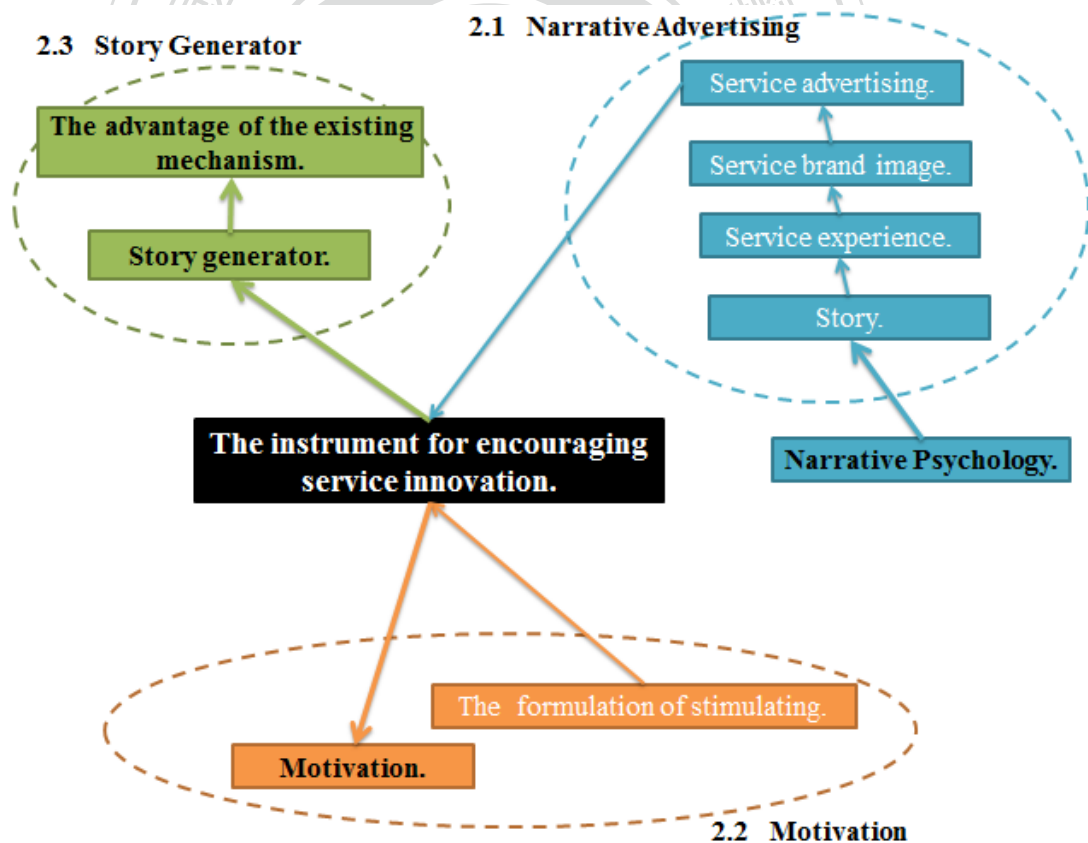 2.3 Story Generator
The advantage of the existing
mechanism.
Story generator.
2.1 Narrative Advertising
Service advertising.
Service brand image.
Service experience.
Story.
Narrative Psychology.
The instrument for encouraging
service innovation.
The formulation of stimulating.
Motivation.
2.2 Motivation